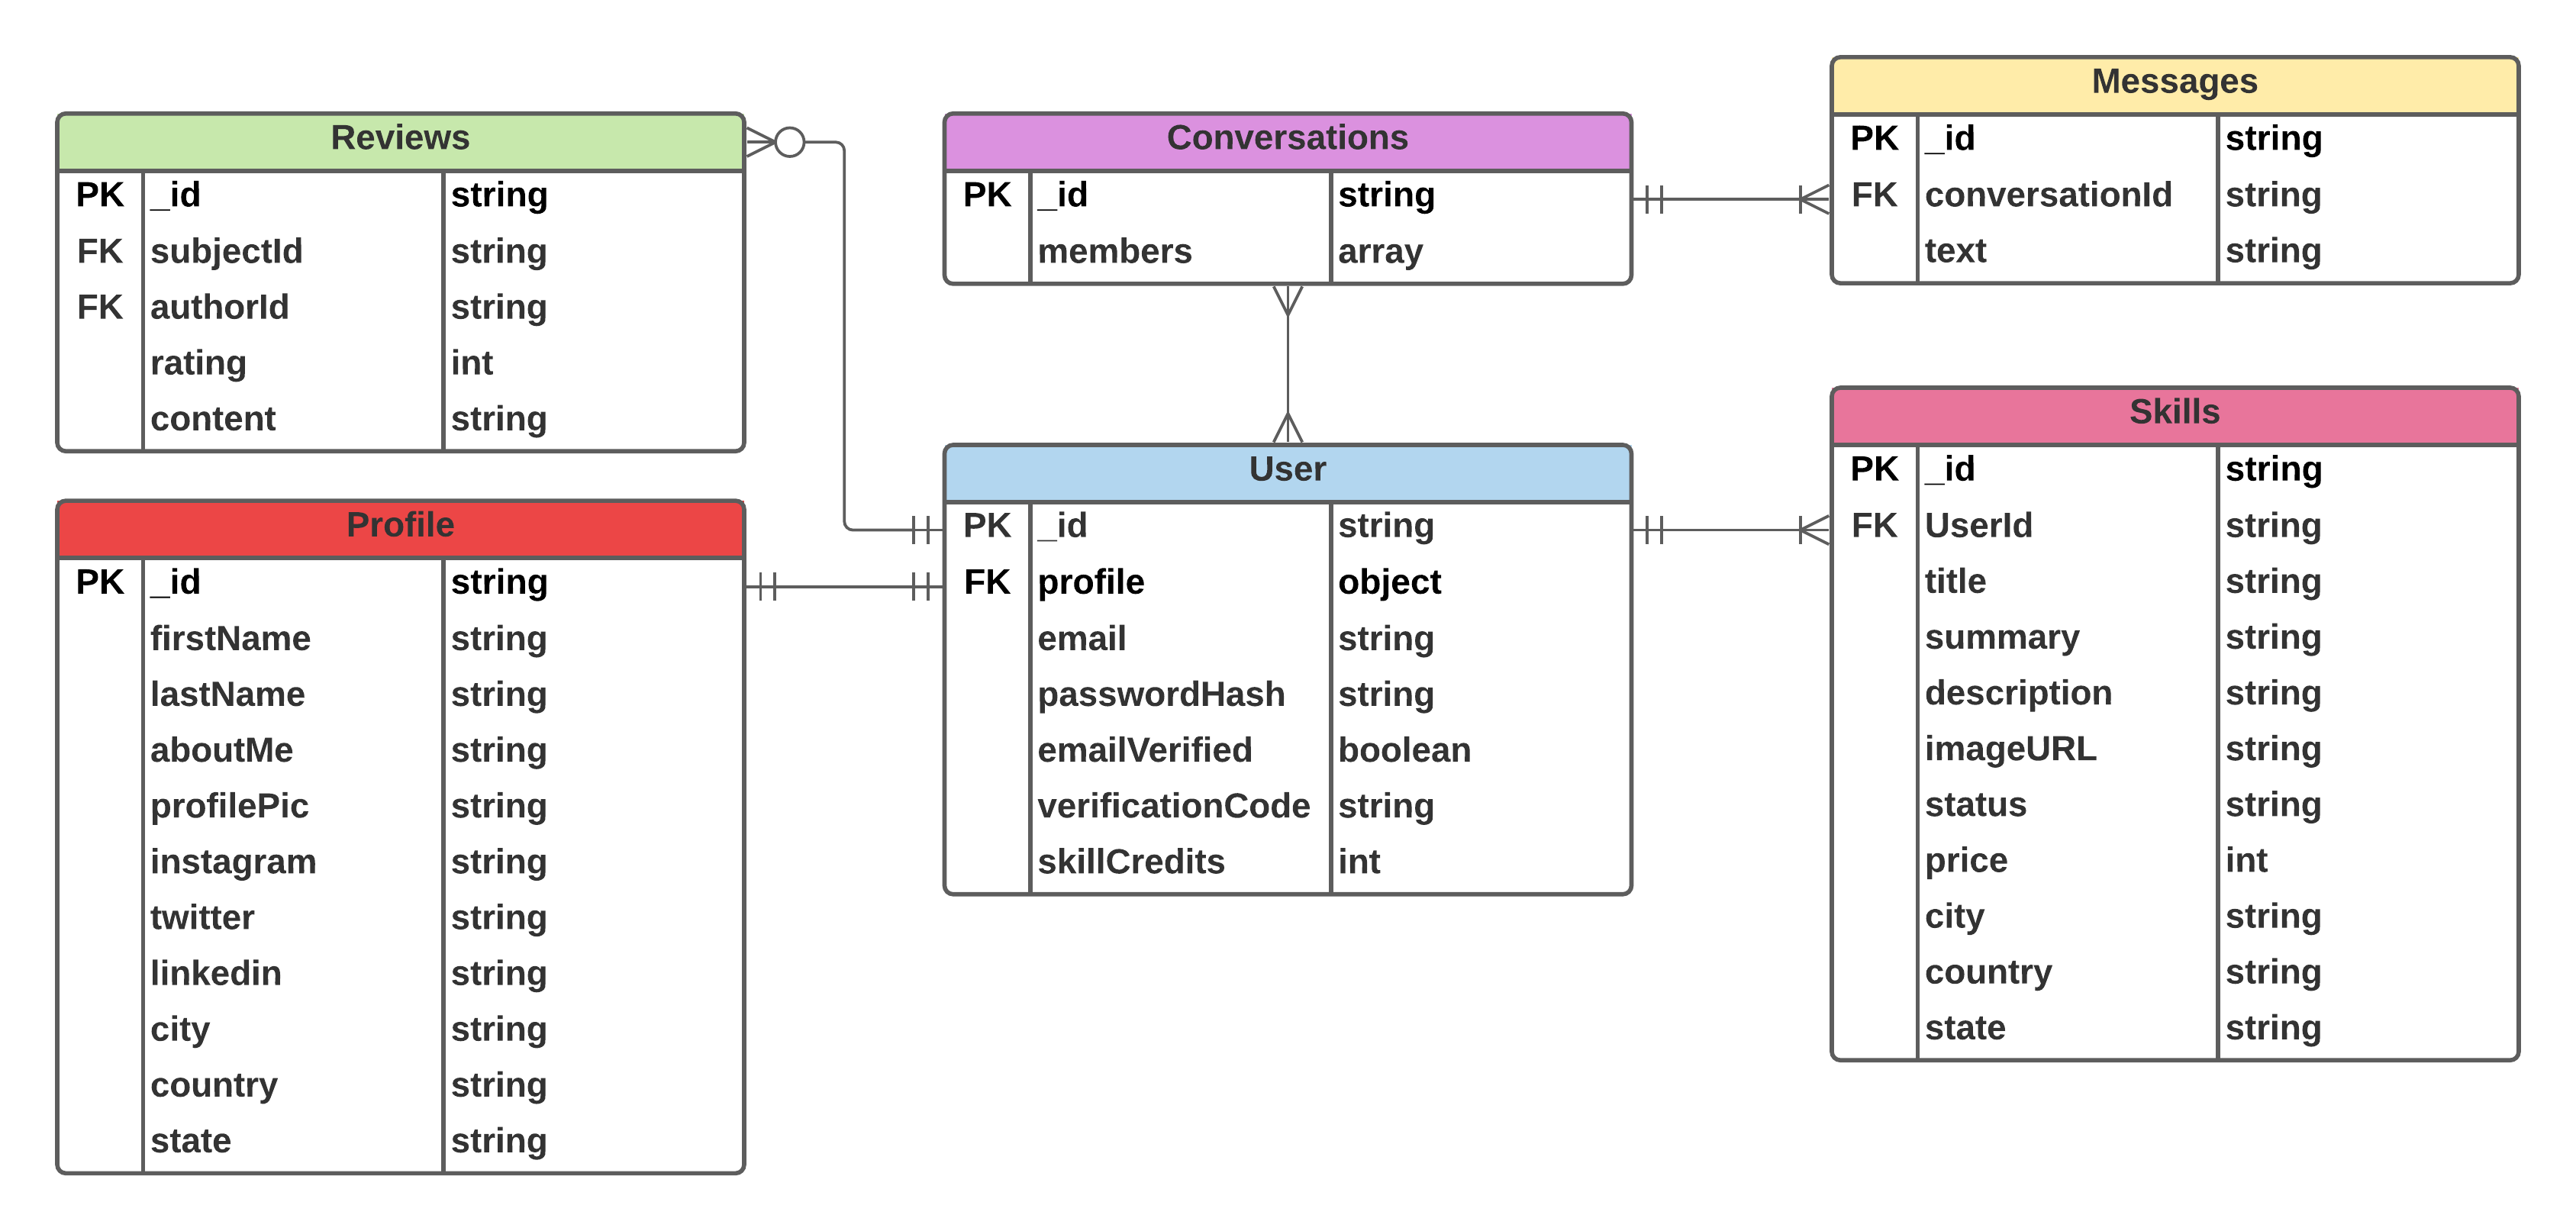 Reviews
PK _id string
FK subjectId string
FK authorId string
rating int
content string
Profile
PK _id string
firstName string
lastName string
aboutMe string
profilePic string
instagram string
twitter string
linkedin string
city string
country string
state string
Conversations
PK _id string
members array
User
PK _id string
FK profile object
email string
passwordHash string
emailVerified boolean
verificationCode string
skillCredits int
Messages
PK _id string
FK conversationId string
text string
Skills
PK _id string
FK UserId string
title string
summary string
description string
imageURL string
status string
price int
city string
country string
state string